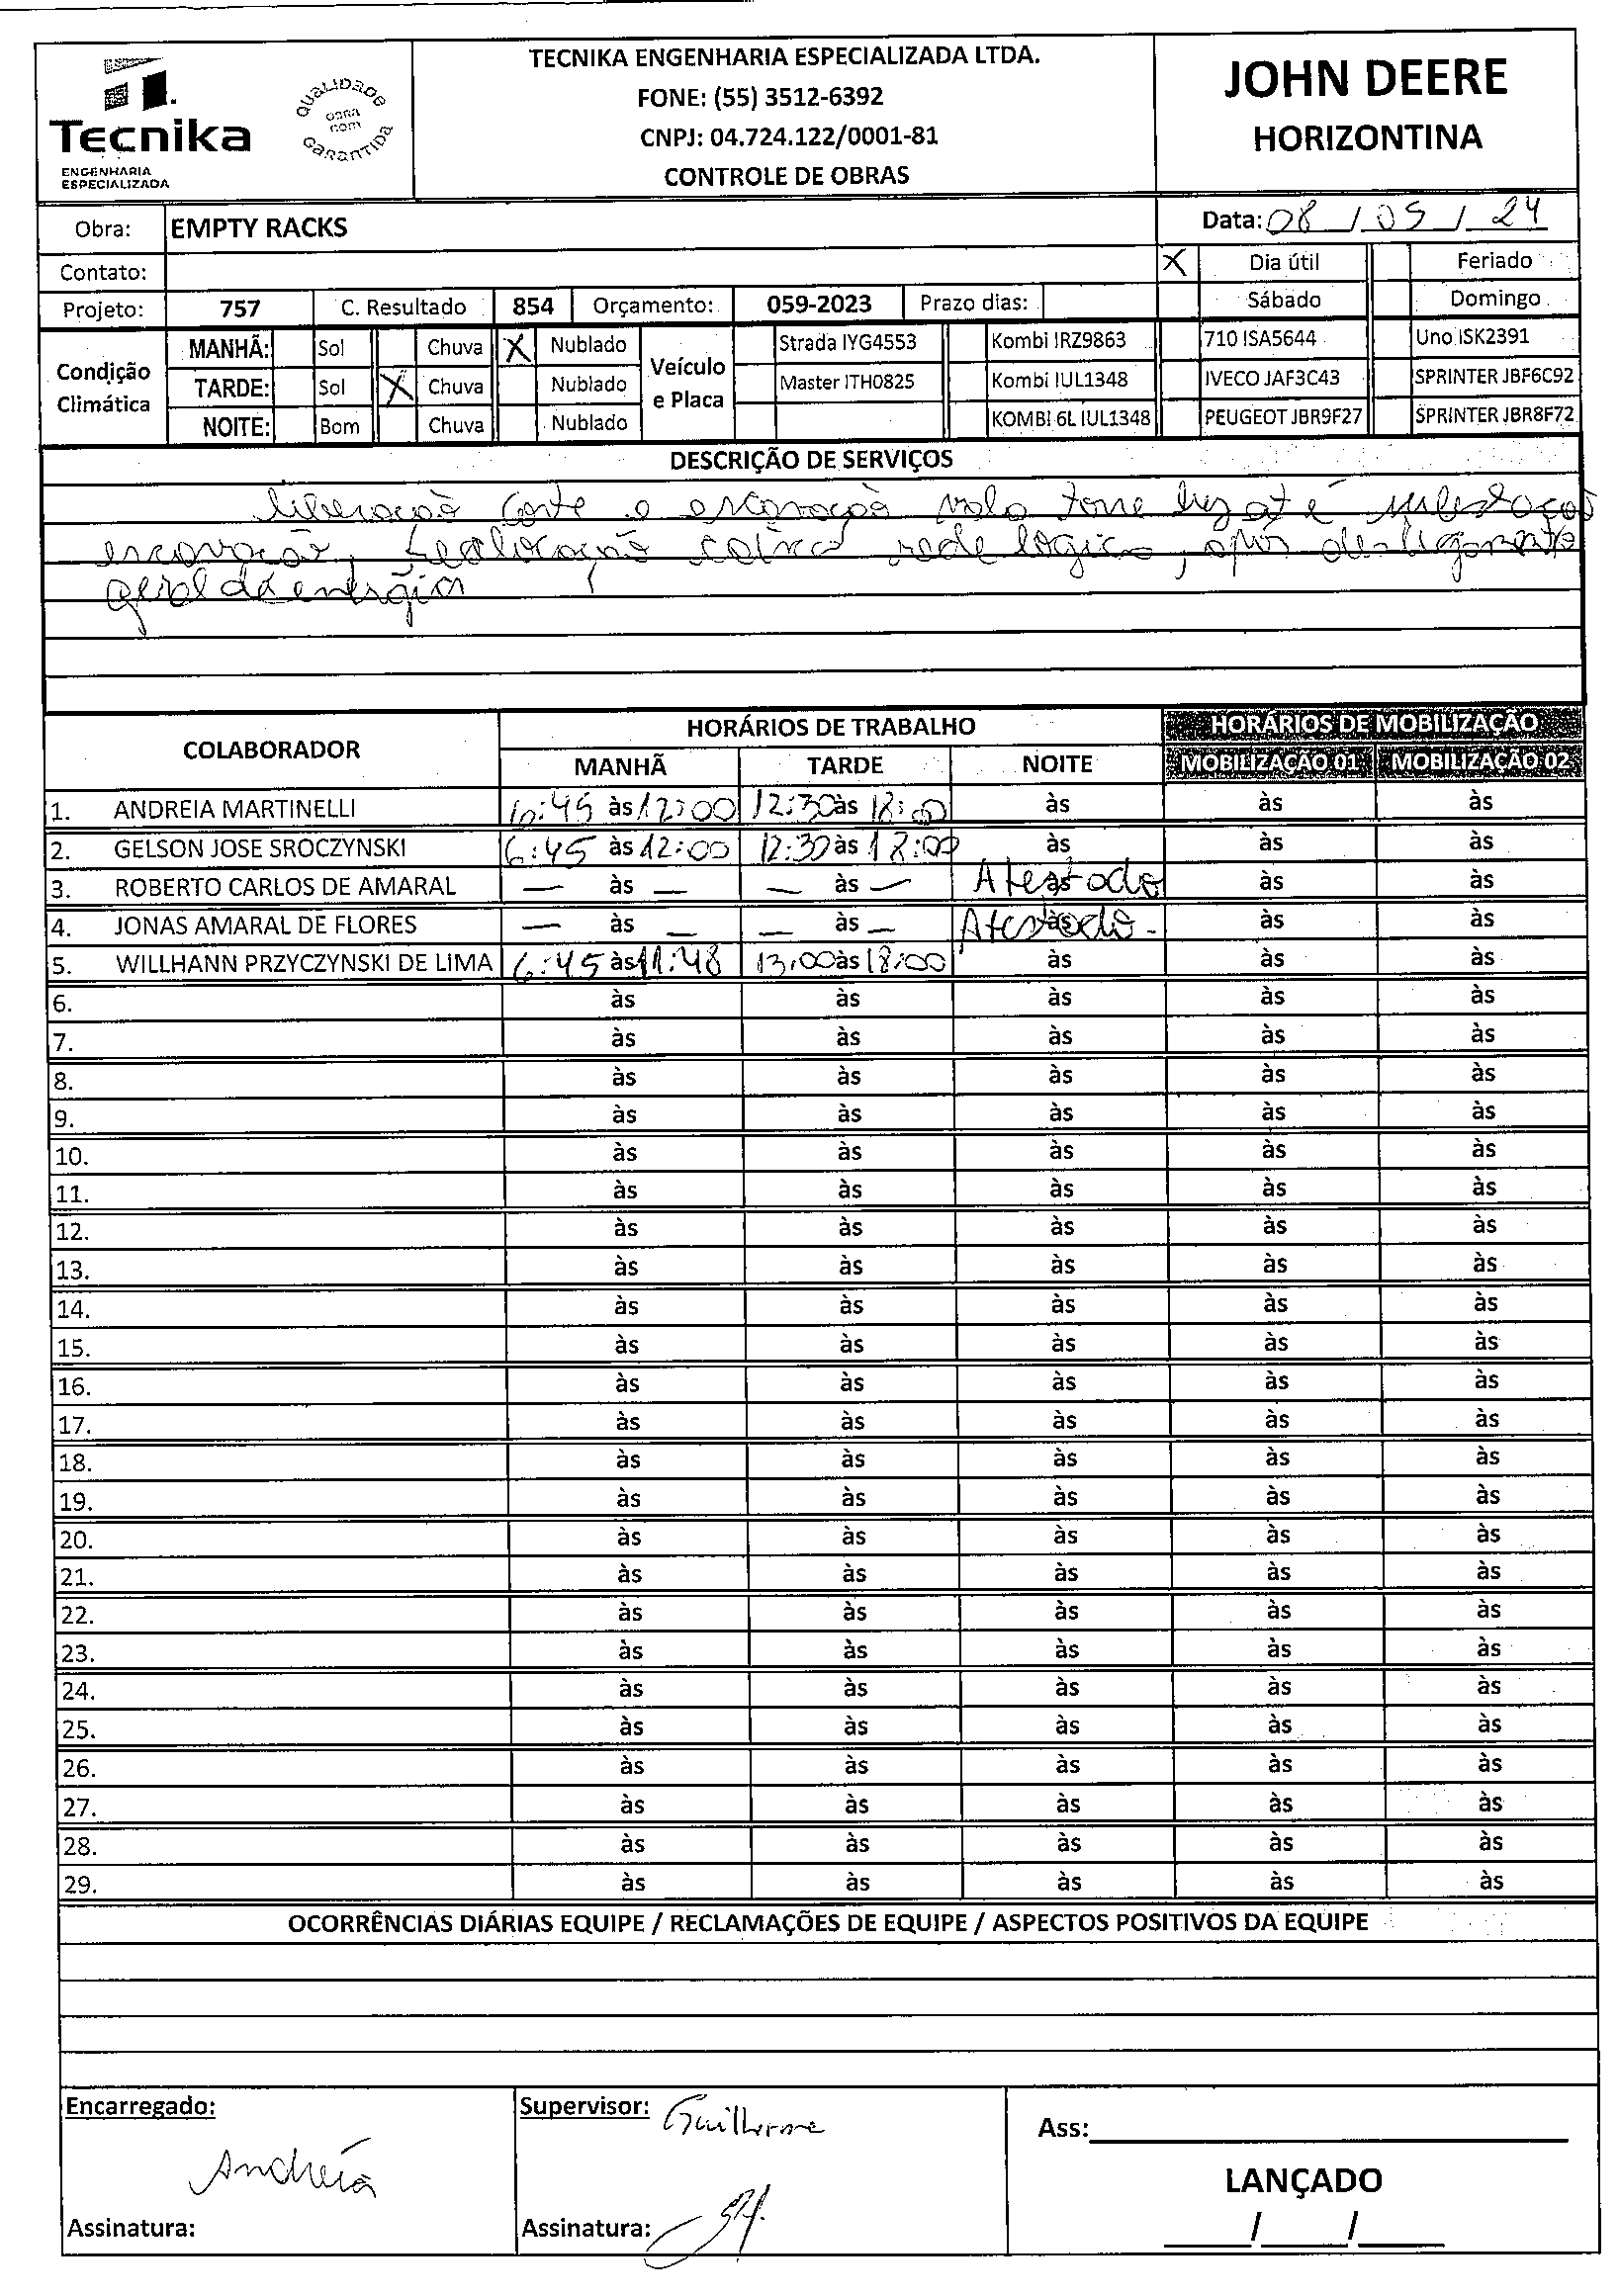 Tecnika
ENGENHARIA
ESPECIALIZADA
QUALIDADE
OBRA
COM
GARANTIDA
TECNIKA ENGENHARIA ESPECIALIZADA LTDA.
FONE: (55) 3512-6392
CNPJ: 04.724.122/0001-81
CONTROLE DE OBRAS
JOHN DEERE
HORIZONTINA
Obra: EMPTY RACKS Data: 08 / 05 / 24
Contato: X Dia útil Feriado
Projeto: 757 C. Resultado 854 Orçamento: 059-2023 Prazo dias: Sábado Domingo
Condição Climática
MANHÃ: Sol Chuva X Nublado
TARDE: Sol X Chuva Nublado
NOITE: Bom Chuva Nublado
Veículo e Placa
Strada IYG4553 Kombi IRZ9863 710 ISA5644 Uno ISK2391
Master ITH0825 Kombi IUL1348 IVECO JAF3C43 SPRINTER JBF6C92
KOMBI 6L IUL1348 PEUGEOT JBR9F27 SPRINTER JBR8F72
DESCRIÇÃO DE SERVIÇOS
liberação corte e escavação vala torre luz até
escavação, rede lógica, após desligamento
geral da energia
COLABORADOR HORÁRIOS DE TRABALHO HORÁRIOS DE MOBILIZAÇÃO
MANHÃ TARDE NOITE MOBILIZAÇÃO 01 MOBILIZAÇÃO 02
1. ANDREIA MARTINELLI 6:45 às 12:00 12:30 às 18:00 às às às
2. GELSON JOSE SROCZYNSKI 6:45 às 12:00 12:30 às 18:00 às às às
3. ROBERTO CARLOS DE AMARAL — às — — às — Atestado às às às
4. JONAS AMARAL DE FLORES — às — — às — Atestado - às às às
5. WILLHANN PRZYCZYNSKI DE LIMA 6:45 às 11:48 13:00 às 18:00 às às às
6. às às às às às
7. às às às às às
8. às às às às às
9. às às às às às
10. às às às às às
11. às às às às às
12. às às às às às
13. às às às às às
14. às às às às às
15. às às às às às
16. às às às às às
17. às às às às às
18. às às às às às
19. às às às às às
20. às às às às às
21. às às às às às
22. às às às às às
23. às às às às às
24. às às às às às
25. às às às às às
26. às às às às às
27. às às às às às
28. às às às às às
29. às às às às às
OCORRÊNCIAS DIÁRIAS EQUIPE / RECLAMAÇÕES DE EQUIPE / ASPECTOS POSITIVOS DA EQUIPE
Encarregado:
Andréia
Assinatura:
Supervisor: Guilherme
Assinatura:
Ass:
LANÇADO
/ /